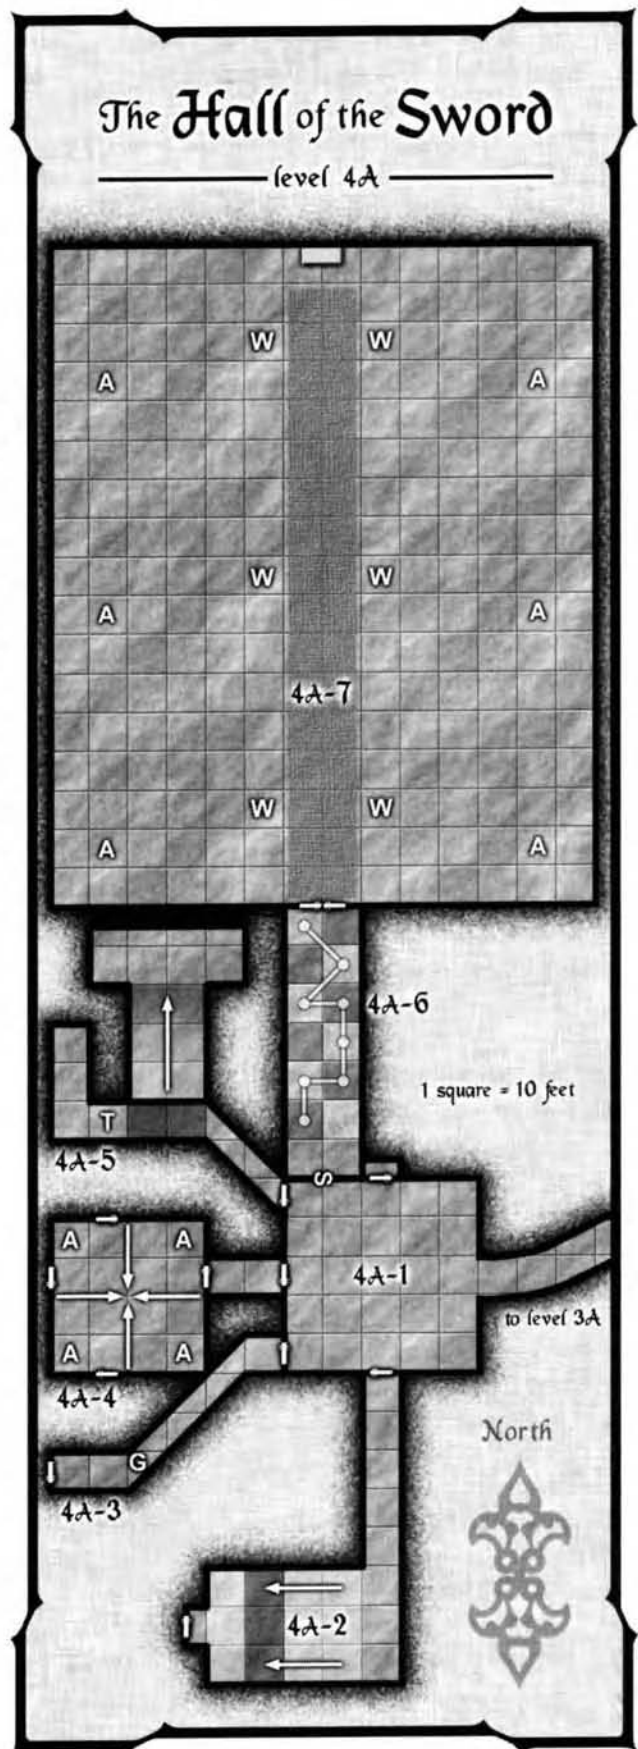 The Hall of the Sword
level 4A
W W
A A
W W
A A
4A-7
W W
A A
4A-6
1 square = 10 feet
T
4A-5
S
A A
4A-1
to level 3A
A A
4A-4
North
G
4A-3
4A-2